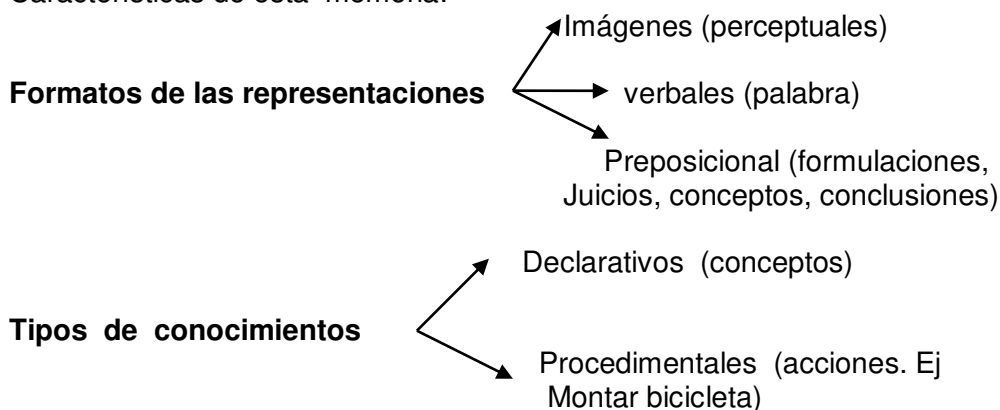 Características de esta memoria:
Imágenes (perceptuales)
Formatos de las representaciones
verbales (palabra)
Preposicional (formulaciones,
Juicios, conceptos, conclusiones)
Declarativos (conceptos)
Tipos de conocimientos
Procedimentales (acciones. Ej
Montar bicicleta)